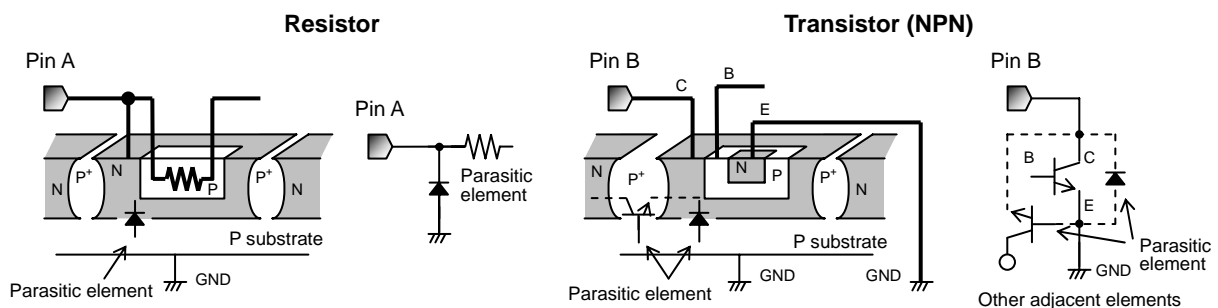 Resistor
Transistor (NPN)
Pin A
Pin A
N
P+
N
P
P+
N
Parasitic
element
P substrate
GND
Parasitic element
Pin B
C
B
E
N
P+
N
P
P+
N
P substrate
GND
GND
Parasitic element
Pin B
B
C
E
GND
Parasitic
element
Other adjacent elements